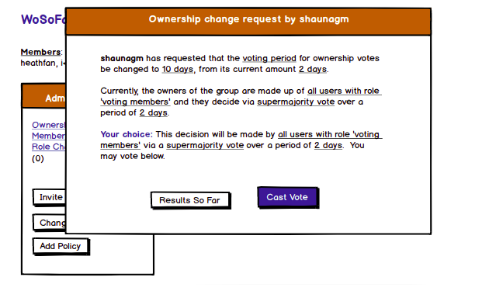 WoSoFa
Ownership change request by shaunagm
Members:
heathfan, i
shaunagm has requested that the voting period for ownership votes
be changed to 10 days, from its current amount 2 days.
Currently, the owners of the group are made up of all users with role
'voting members' and they decide via supermajority vote over a
period of 2 days.
Your choice: This decision will be made by all users with role 'voting
members' via a supermajority vote over a period of 2 days. You
may vote below.
Results So Far
Cast Vote
Adm
Ownersh
Member
Role Ch
(0)
Invite
Chang
Add Policy